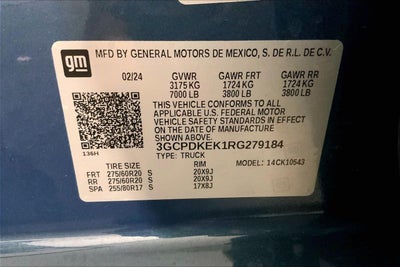 gm
MFD BY GENERAL MOTORS DE MEXICO, S. DE R.L. DE C.V.
02/24 GVWR GAWR FRT GAWR RR
3175 KG 1724 KG 1724 KG
7000 LB 3800 LB 3800 LB
THIS VEHICLE CONFORMS TO ALL
APPLICABLE U.S. FEDERAL MOTOR
VEHICLE SAFETY STANDARDS IN EFFECT
ON THE DATE OF MANUFACTURE
SHOWN ABOVE.
136H
3GCPDKEK1RG279184
TYPE: TRUCK 14CK10543
TIRE SIZE RIM
FRT 275/60R20 S 20X9J
RR 275/60R20 S 20X9J
SPA 255/80R17 S 17X8J